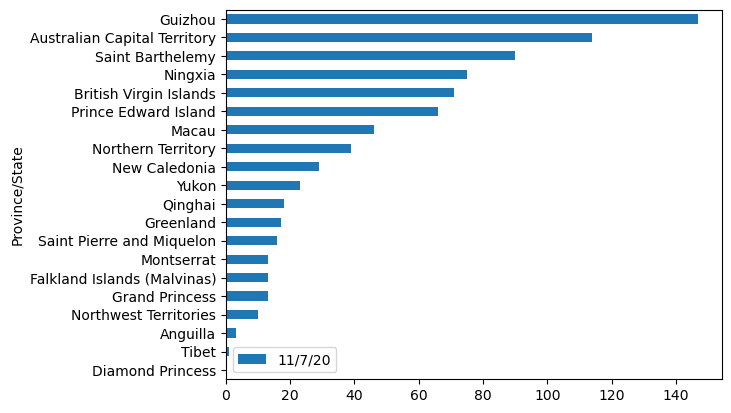 Guizhou
Australian Capital Territory
Saint Barthelemy
Ningxia
British Virgin Islands
Prince Edward Island
Macau
Northern Territory
New Caledonia
Yukon
Qinghai
Greenland
Saint Pierre and Miquelon
Montserrat
Falkland Islands (Malvinas)
Grand Princess
Northwest Territories
Anguilla
Tibet
Diamond Princess
Province/State
11/7/20
0 20 40 60 80 100 120 140